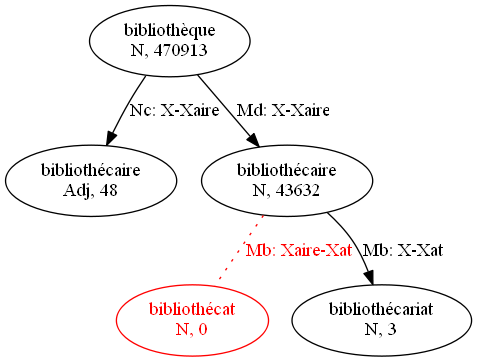 bibliothèque
N, 470913
Nc: X-Xaire
Md: X-Xaire
bibliothécaire
Adj, 48
bibliothécaire
N, 43632
Mb: Xaire-Xat
Mb: X-Xat
bibliothécat
N, 0
bibliothécariat
N, 3